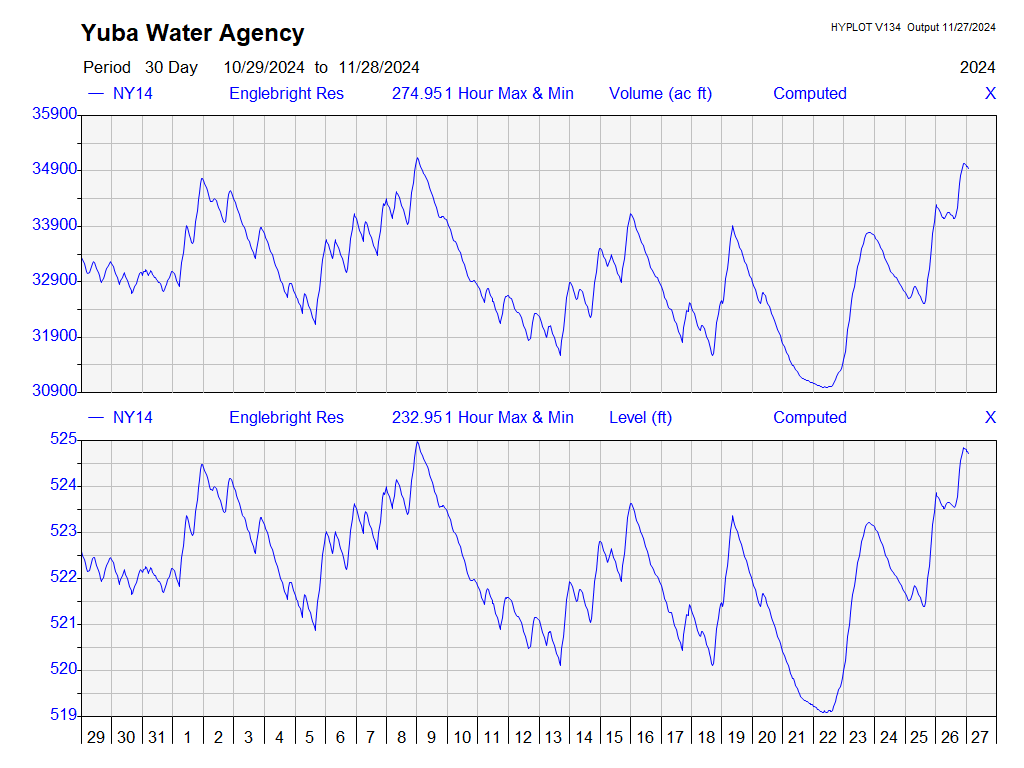 Yuba Water Agency
HYPLOT V134 Output 11/27/2024
Period 30 Day 10/29/2024 to 11/28/2024 2024
NY14 Englebright Res 274.951 Hour Max & Min Volume (ac ft) Computed X
35900
34900
33900
32900
31900
30900
NY14 Englebright Res 232.951 Hour Max & Min Level (ft) Computed X
525
524
523
522
521
520
519
29 30 31 1 2 3 4 5 6 7 8 9 10 11 12 13 14 15 16 17 18 19 20 21 22 23 24 25 26 27